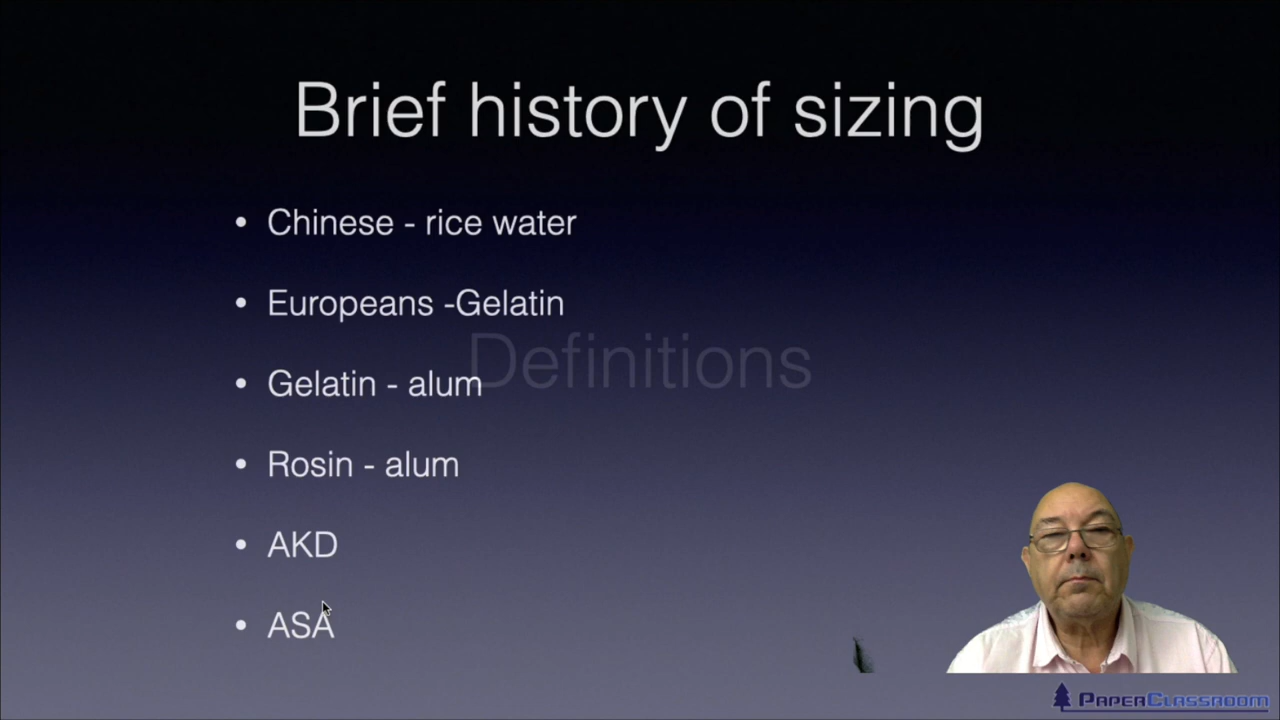 Brief history of sizing
• Chinese - rice water
• Europeans -Gelatin
Definitions
• Gelatin - alum
• Rosin - alum
• AKD
• ASA
PAPERCLASSROOM